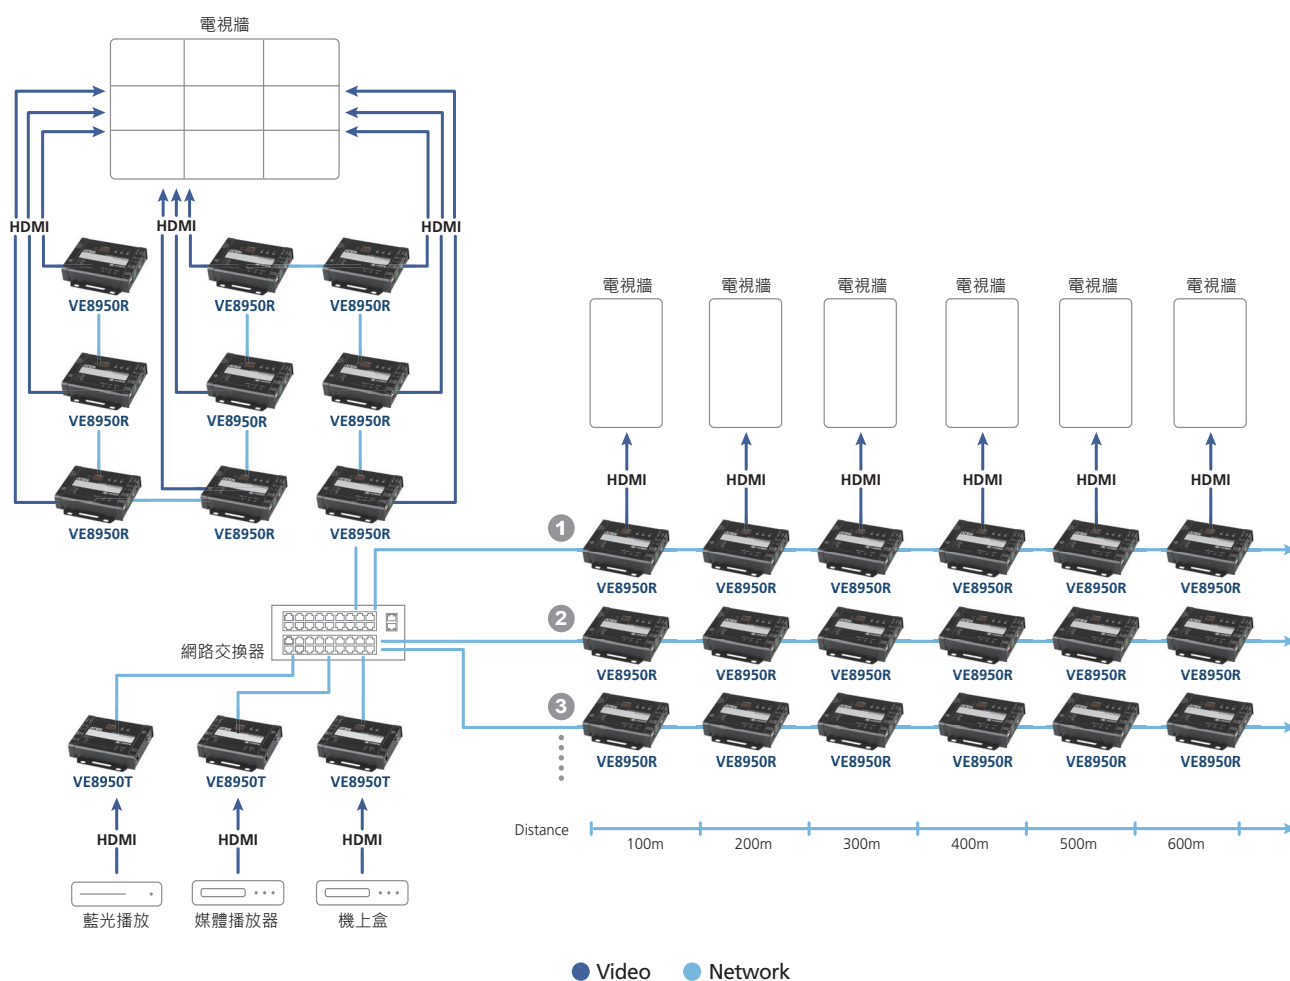 電視牆
HDMI HDMI HDMI
VE8950R VE8950R VE8950R
VE8950R VE8950R VE8950R
VE8950R VE8950R VE8950R
網路交換器
VE8950T VE8950T VE8950T
HDMI HDMI HDMI
藍光播放 媒體播放器 機上盒
電視牆 電視牆 電視牆 電視牆 電視牆 電視牆
HDMI HDMI HDMI HDMI HDMI HDMI
1
VE8950R VE8950R VE8950R VE8950R VE8950R VE8950R
2
VE8950R VE8950R VE8950R VE8950R VE8950R VE8950R
3
VE8950R VE8950R VE8950R VE8950R VE8950R VE8950R
Distance
100m 200m 300m 400m 500m 600m
Video Network